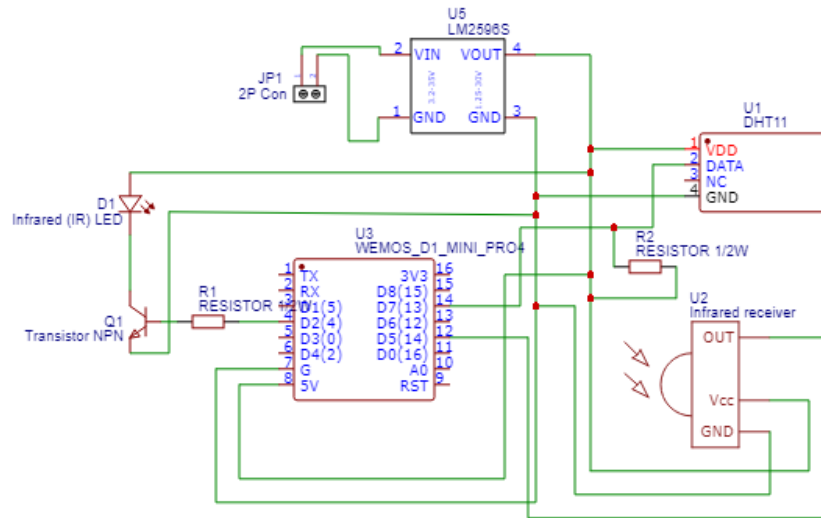 U5
LM2596S
2 VIN VOUT 4
3.2-35V 1.25-30V
1 GND GND 3
JP1
2P Con
1 2
U1
DHT11
1 VDD
2 DATA
3 NC
4 GND
D1
Infrared (IR) LED
U3
WEMOS_D1_MINI_PRO4
1 TX 3V3 16
2 RX D8(15) 15
3 D1(5) D7(13) 14
4 D2(4) D6(12) 13
5 D3(0) D5(14) 12
6 D4(2) D0(16) 11
7 G A0 10
8 5V RST 9
R1
RESISTOR 1/2W
Q1
Transistor NPN
R2
RESISTOR 1/2W
U2
Infrared receiver
OUT
Vcc
GND